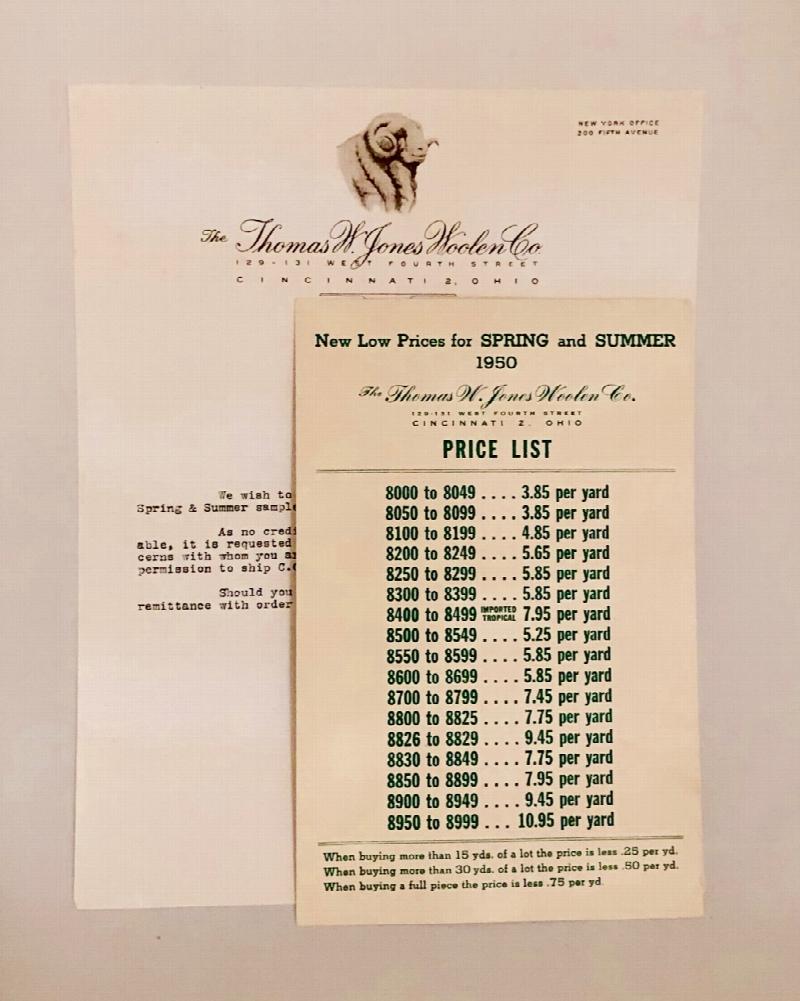 NEW YORK OFFICE
200 FIFTH AVENUE
The Thomas W. Jones Woolen Co.
129-131 WEST FOURTH STREET
CINCINNATI 2, OHIO
We wish to
Spring & Summer sample
As no credi
able, it is requested
cerns with whom you a
permission to ship C.
Should you
remittance with order
New Low Prices for SPRING and SUMMER
1950
The Thomas W. Jones Woolen Co.
129-131 WEST FOURTH STREET
CINCINNATI 2, OHIO
PRICE LIST
8000 to 8049 .... 3.85 per yard
8050 to 8099 .... 3.85 per yard
8100 to 8199 .... 4.85 per yard
8200 to 8249 .... 5.65 per yard
8250 to 8299 .... 5.85 per yard
8300 to 8399 .... 5.85 per yard
8400 to 8499 IMPORTED TROPICAL 7.95 per yard
8500 to 8549 .... 5.25 per yard
8550 to 8599 .... 5.85 per yard
8600 to 8699 .... 5.85 per yard
8700 to 8799 .... 7.45 per yard
8800 to 8825 .... 7.75 per yard
8826 to 8829 .... 9.45 per yard
8830 to 8849 .... 7.75 per yard
8850 to 8899 .... 7.95 per yard
8900 to 8949 .... 9.45 per yard
8950 to 8999 ... 10.95 per yard
When buying more than 15 yds. of a lot the price is less .25 per yd.
When buying more than 30 yds. of a lot the price is less .50 per yd.
When buying a full piece the price is less .75 per yd.